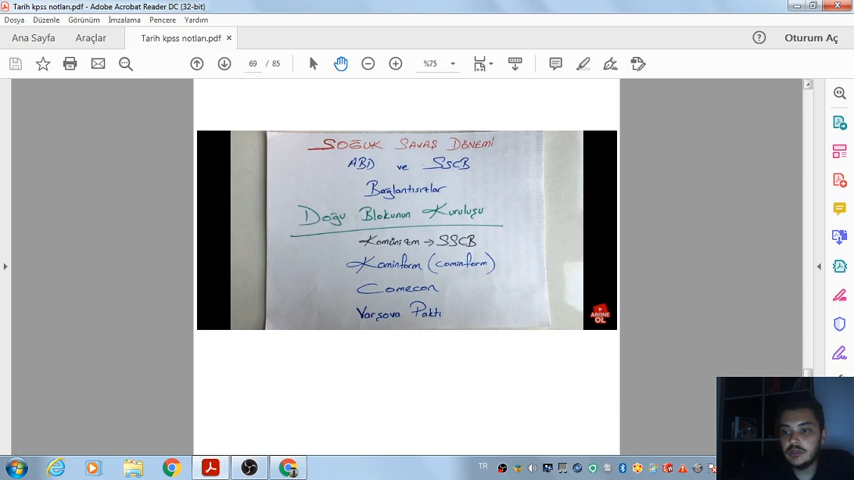 Tarih kpss notları.pdf - Adobe Acrobat Reader DC (32-bit)
Dosya Düzenle Görünüm İmzalama Pencere Yardım
Ana Sayfa Araçlar Tarih kpss notları.pdf × Oturum Aç
69 / 85 %75
SOĞUK SAVAŞ DÖNEMİ
ABD ve SSCB
Bağlantısızlar
Doğu Blokunun Kuruluşu
Kominizm → SSCB
Kominform (cominform)
Comecon
Varşova Paktı
ABONE
OL
TR